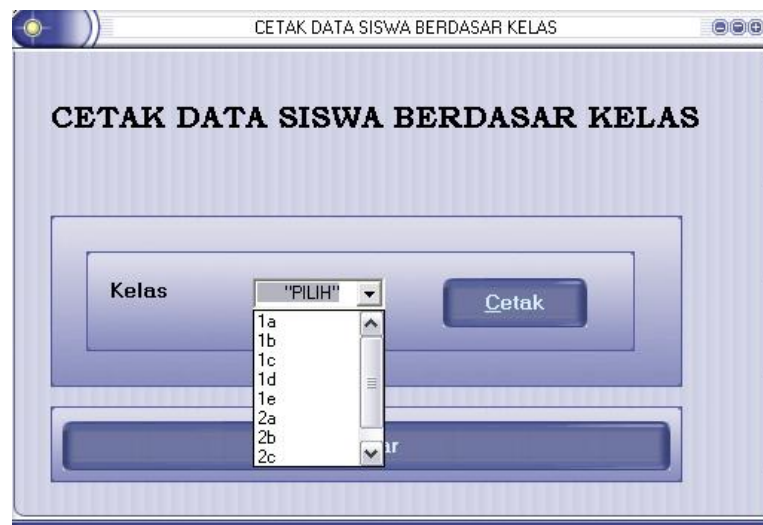 CETAK DATA SISWA BERDASAR KELAS
CETAK DATA SISWA BERDASAR KELAS
Kelas
"PILIH"
Cetak
1a
1b
1c
1d
1e
2a
2b
2c